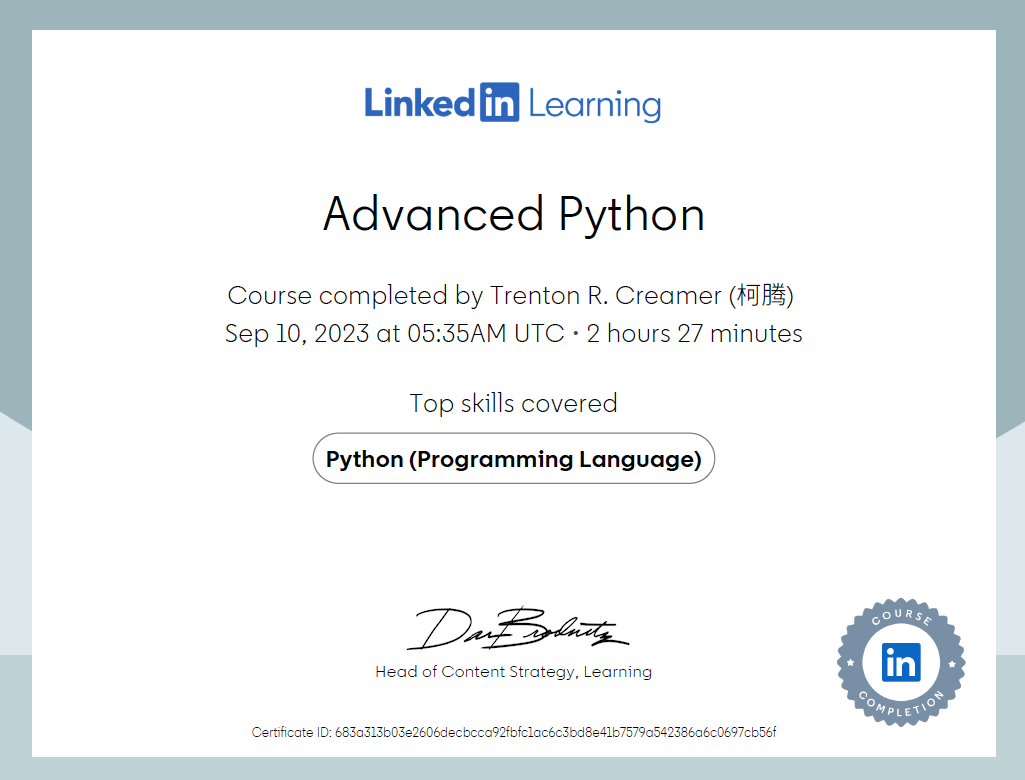 Linkedin Learning
Advanced Python
Course completed by Trenton R. Creamer (柯腾)
Sep 10, 2023 at 05:35AM UTC • 2 hours 27 minutes
Top skills covered
Python (Programming Language)
Dan Brodnitz
Head of Content Strategy, Learning
COURSE
in
COMPLETION
Certificate ID: 683a313b03e2606decbcca92fbfc1ac6c3bd8e41b7579a542386a6c0697cb56f